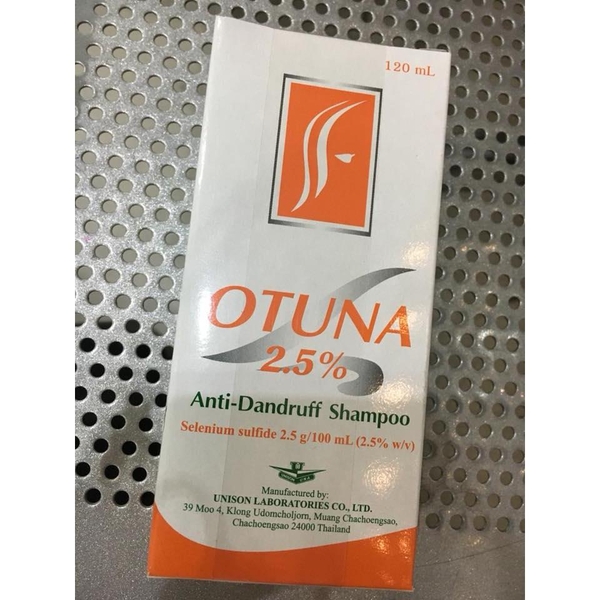 120 mL
OTUNA
2.5%
Anti-Dandruff Shampoo
Selenium sulfide 2.5 g/100 mL (2.5% w/v)
Manufactured by:
UNISON LABORATORIES CO., LTD.
39 Moo 4, Klong Udomcholjorn, Muang Chachoengsao,
Chachoengsao 24000 Thailand